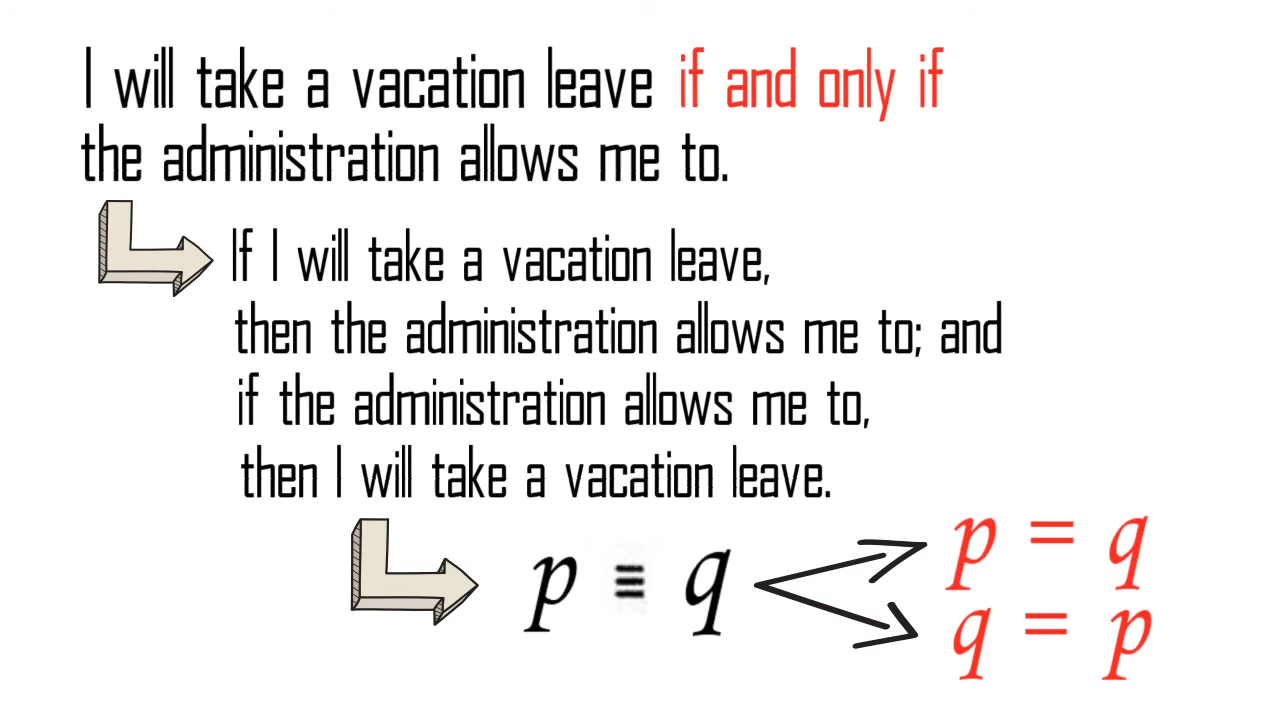 I will take a vacation leave if and only if
the administration allows me to.
If I will take a vacation leave,
then the administration allows me to; and
if the administration allows me to,
then I will take a vacation leave.
p ≡ q
p = q
q = p